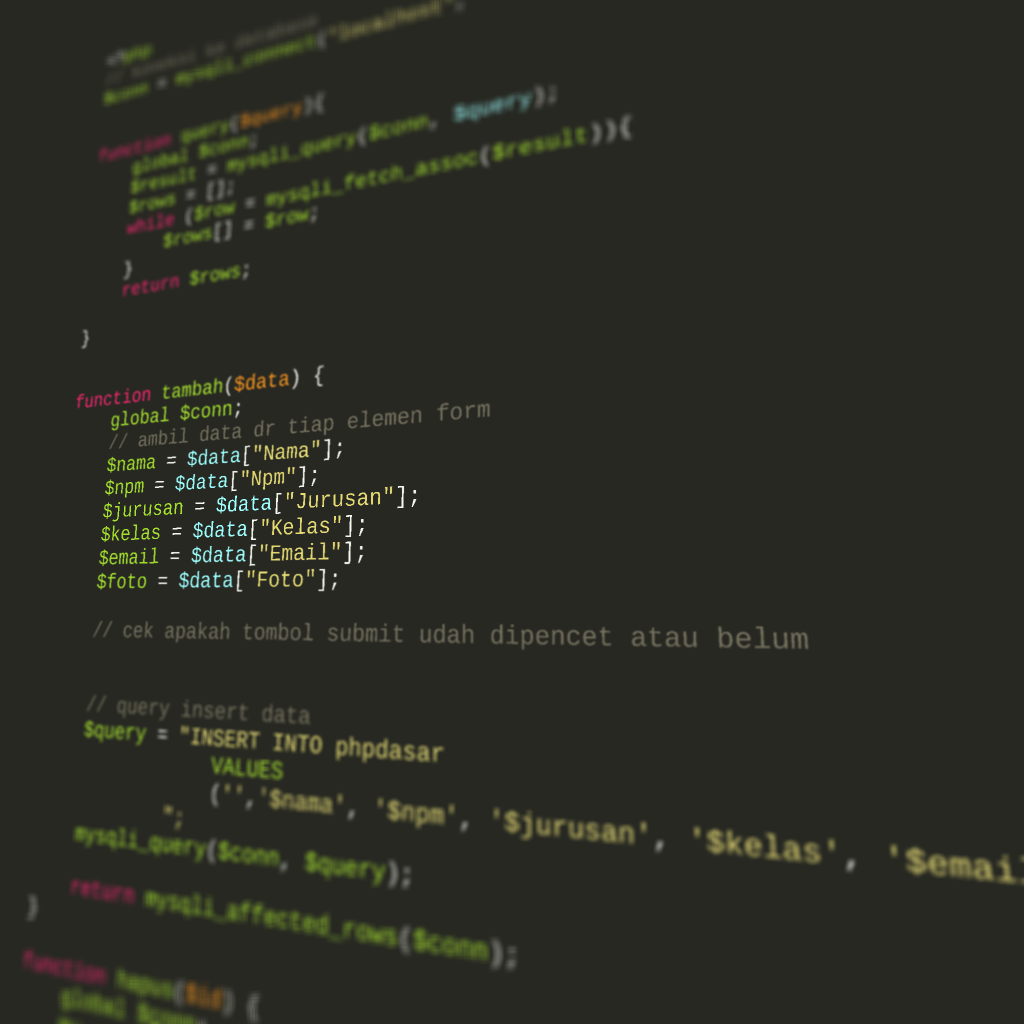 <?php
// koneksi ke database
$conn = mysqli_connect("localhost",
function query($query){
global $conn;
$result = mysqli_query($conn, $query);
$rows = [];
while ($row = mysqli_fetch_assoc($result)){
$rows[] = $row;
}
return $rows;
}
function tambah($data) {
global $conn;
// ambil data dr tiap elemen form
$nama = $data["Nama"];
$npm = $data["Npm"];
$jurusan = $data["Jurusan"];
$kelas = $data["Kelas"];
$email = $data["Email"];
$foto = $data["Foto"];
// cek apakah tombol submit udah dipencet atau belum
// query insert data
$query = "INSERT INTO phpdasar
VALUES
('','$nama', '$npm', '$jurusan', '$kelas', '$email
";
mysqli_query($conn, $query);
return mysqli_affected_rows($conn);
}
function hapus($id) {
global $conn;